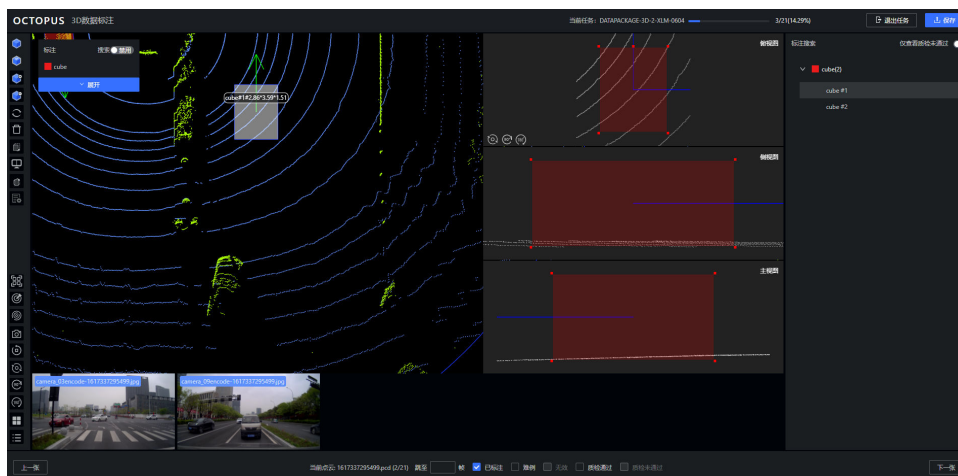 OCTOPUS 3D数据标注
当前任务: DATAPACKAGE-3D-2-XLM-0604
3/21(14.29%)
退出任务
保存
标注
搜索 禁用
cube
展开
cube#1#2.86*3.59*1.51
俯视图
侧视图
主视图
标注搜索
仅查看质检未通过
cube(2)
cube #1
cube #2
camera_03encode-1617337295499.jpg
camera_09encode-1617337295499.jpg
上一张
当前点云: 1617337295499.pcd (2/21) 跳至 帧 已标注 难例 无效 质检通过 质检未通过
下一张